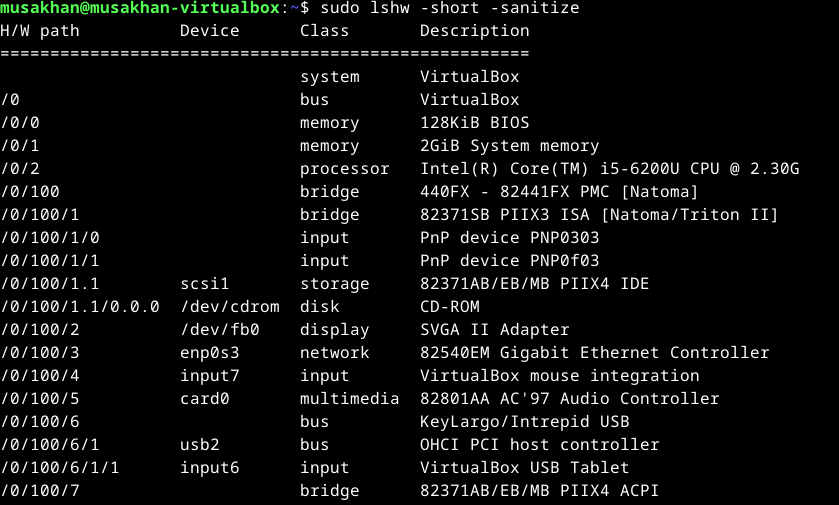 musakhan@musakhan-virtualbox:~$ sudo lshw -short -sanitize
H/W path          Device      Class       Description
=====================================================
                              system      VirtualBox
/0                            bus         VirtualBox
/0/0                          memory      128KiB BIOS
/0/1                          memory      2GiB System memory
/0/2                          processor   Intel(R) Core(TM) i5-6200U CPU @ 2.30G
/0/100                        bridge      440FX - 82441FX PMC [Natoma]
/0/100/1                      bridge      82371SB PIIX3 ISA [Natoma/Triton II]
/0/100/1/0                    input       PnP device PNP0303
/0/100/1/1                    input       PnP device PNP0f03
/0/100/1.1        scsi1       storage     82371AB/EB/MB PIIX4 IDE
/0/100/1.1/0.0.0  /dev/cdrom  disk        CD-ROM
/0/100/2          /dev/fb0    display     SVGA II Adapter
/0/100/3          enp0s3      network     82540EM Gigabit Ethernet Controller
/0/100/4          input7      input       VirtualBox mouse integration
/0/100/5          card0       multimedia  82801AA AC'97 Audio Controller
/0/100/6                      bus         KeyLargo/Intrepid USB
/0/100/6/1        usb2        bus         OHCI PCI host controller
/0/100/6/1/1      input6      input       VirtualBox USB Tablet
/0/100/7                      bridge      82371AB/EB/MB PIIX4 ACPI